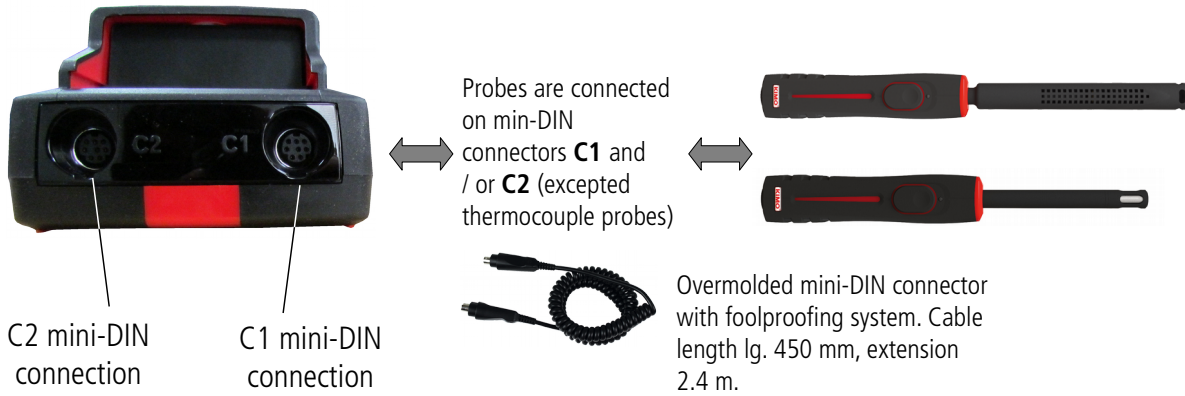 C2
C1
Probes are connected
on min-DIN
connectors C1 and
/ or C2 (excepted
thermocouple probes)
KIMO
KIMO
Overmolded mini-DIN connector
with foolproofing system. Cable
length lg. 450 mm, extension
2.4 m.
C2 mini-DIN
connection
C1 mini-DIN
connection